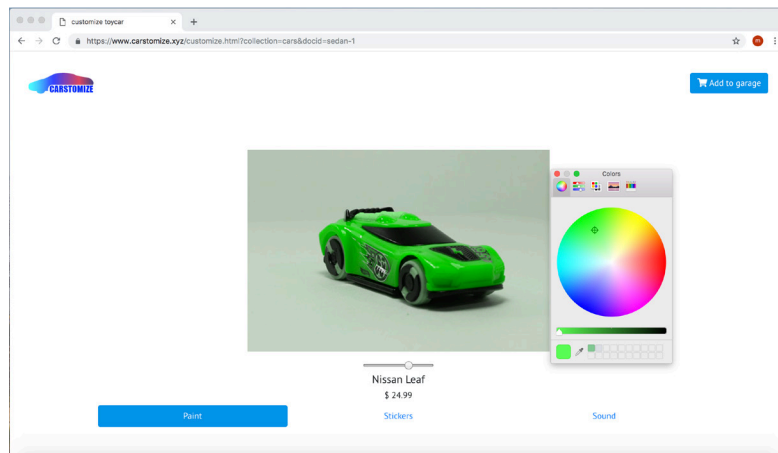 customize toycar
https://www.carstomize.xyz/customize.html?collection=cars&docid=sedan-1
m
CARSTOMIZE
Add to garage
Colors
Nissan Leaf
$ 24.99
Paint
Stickers
Sound